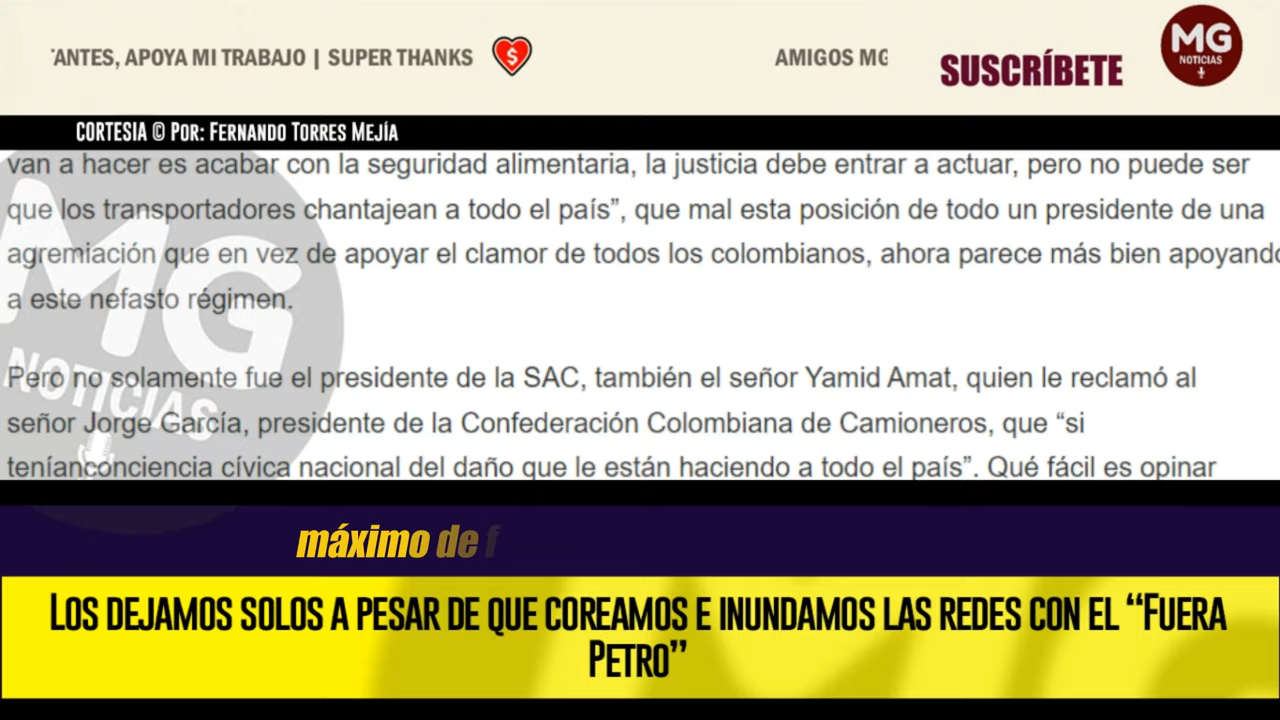 'ANTES, APOYA MI TRABAJO | SUPER THANKS
AMIGOS MG
SUSCRÍBETE
MG
NOTICIAS
CORTESIA © POR: FERNANDO TORRES MEJÍA
van a hacer es acabar con la seguridad alimentaria, la justicia debe entrar a actuar, pero no puede ser
que los transportadores chantajean a todo el país”, que mal esta posición de todo un presidente de una
agremiación que en vez de apoyar el clamor de todos los colombianos, ahora parece más bien apoyando
a este nefasto régimen.
Pero no solamente fue el presidente de la SAC, también el señor Yamid Amat, quien le reclamó al
señor Jorge García, presidente de la Confederación Colombiana de Camioneros, que “si
teníanconciencia cívica nacional del daño que le están haciendo a todo el país”. Qué fácil es opinar
MG
NOTICIAS
máximo de f
LOS DEJAMOS SOLOS A PESAR DE QUE COREAMOS E INUNDAMOS LAS REDES CON EL “FUERA
PETRO”